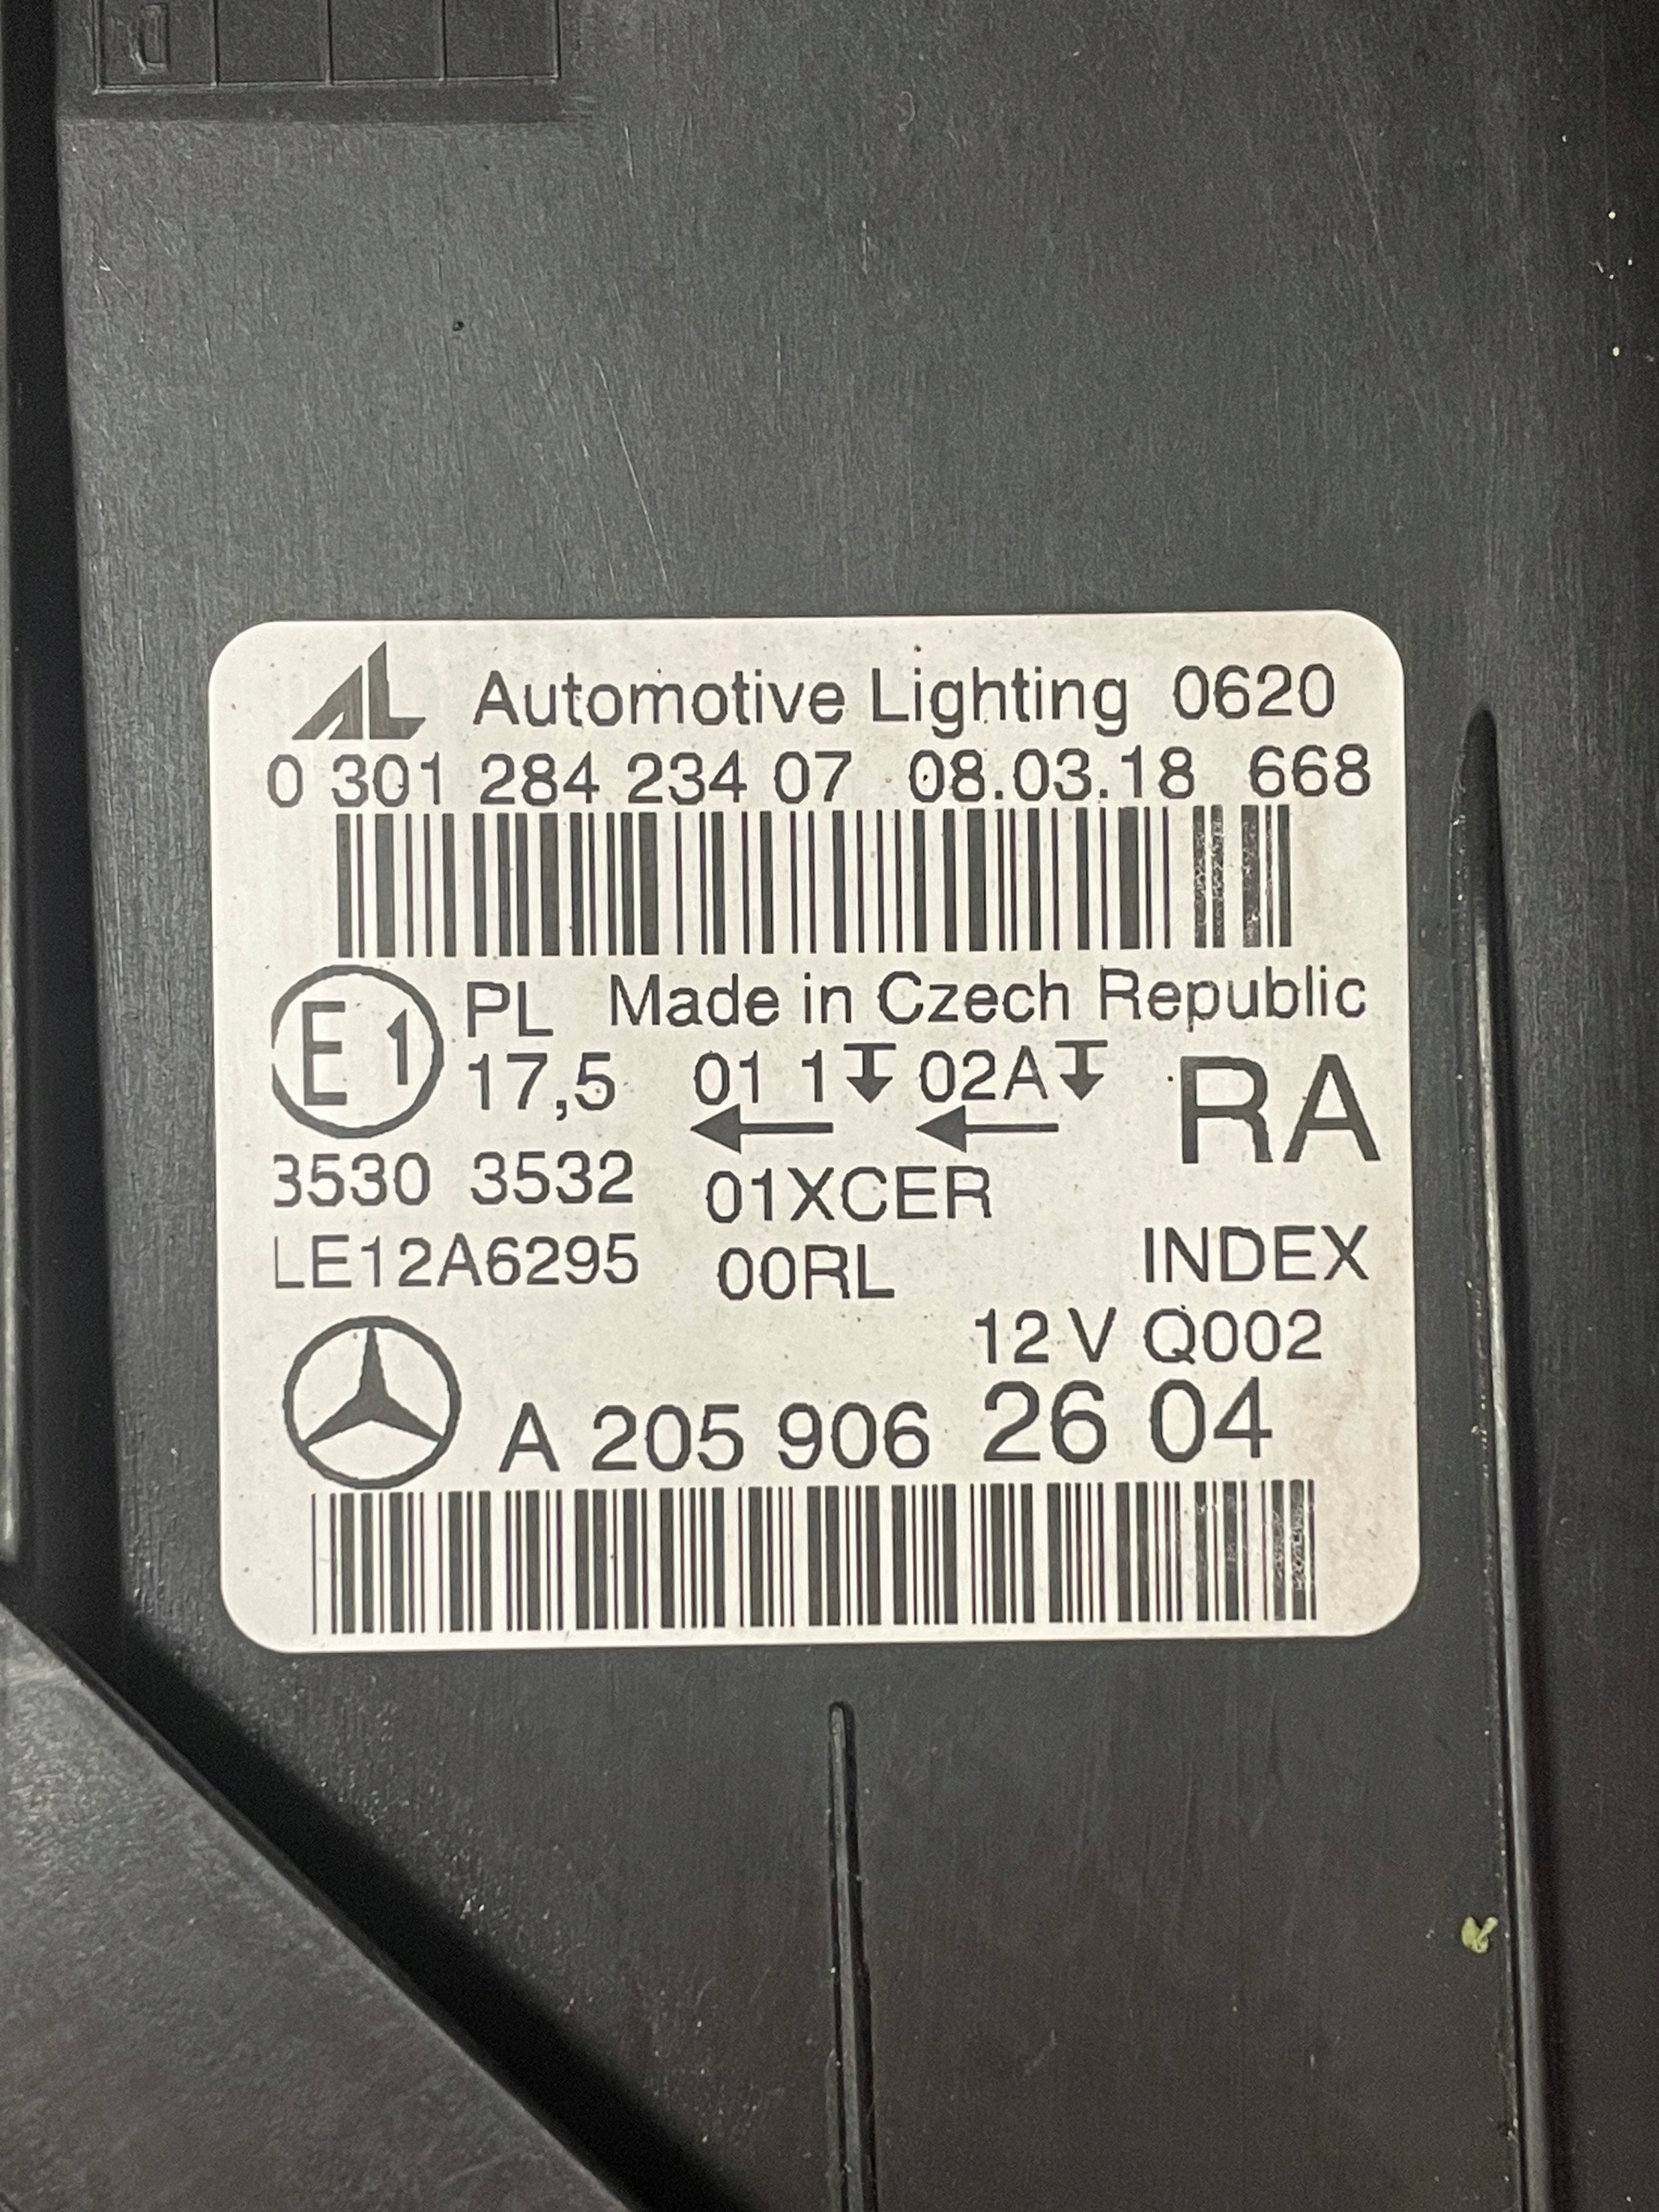 AL Automotive Lighting 0620
0 301 284 234 07 08.03.18 668
E1 PL Made in Czech Republic
17,5 01 1 02A RA
3530 3532 01XCER
LE12A6295 00RL INDEX
12 V Q002
A 205 906 26 04